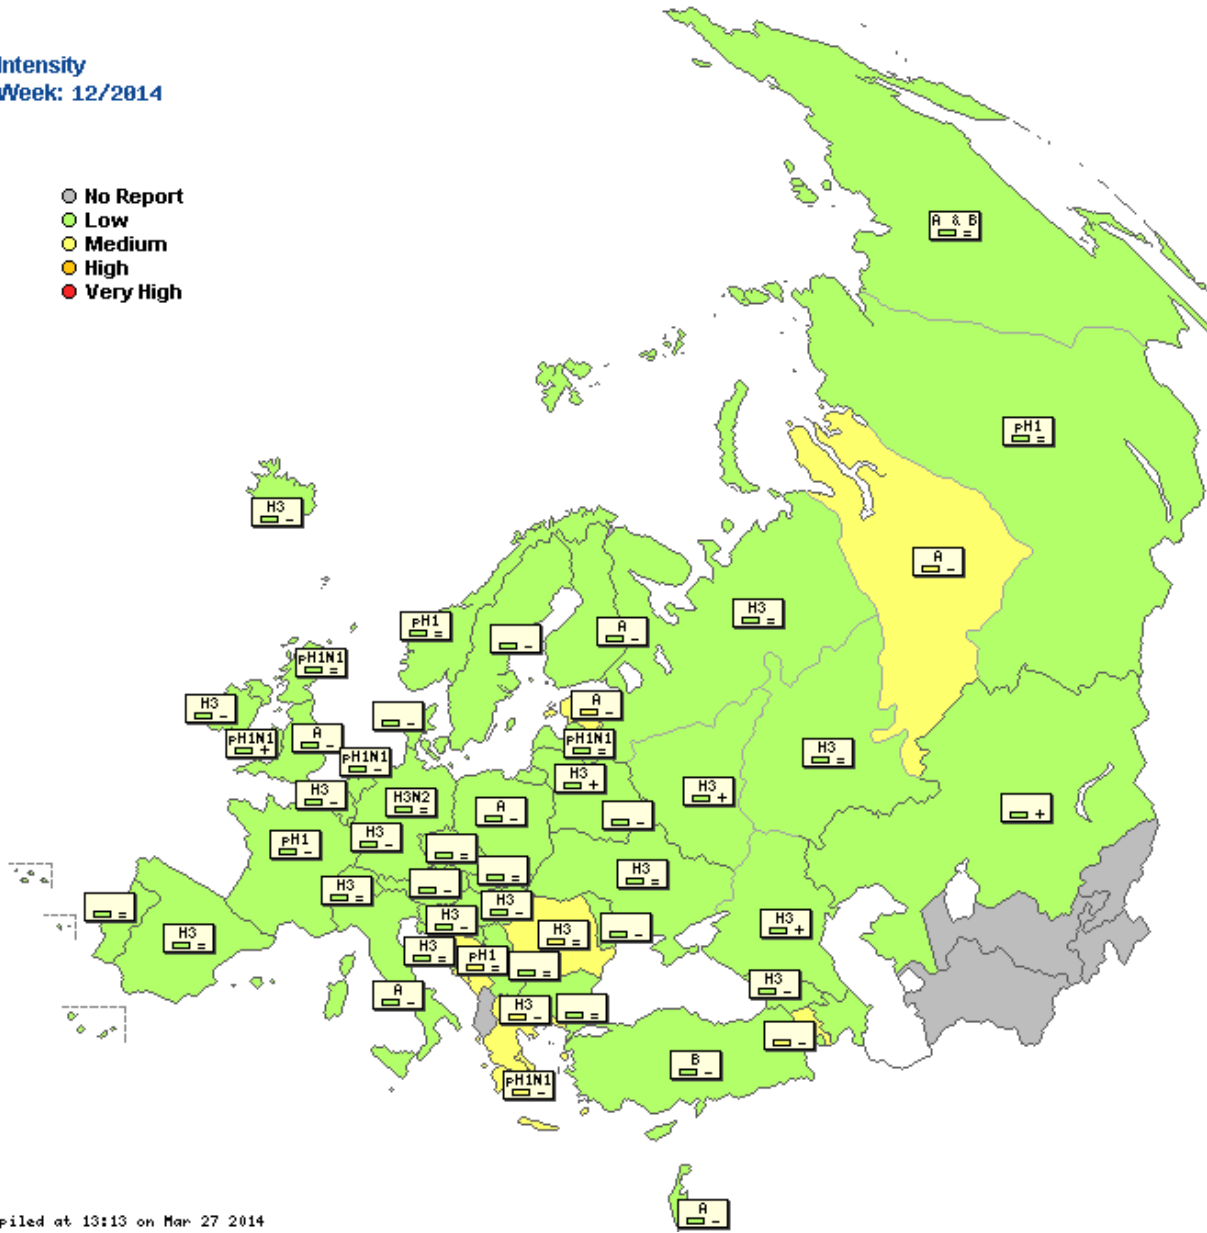 Intensity
Week: 12/2014
No Report
Low
Medium
High
Very High
A & B
=
pH1
=
H3
-
A
-
H3
=
pH1
=
-
A
-
pH1N1
=
H3
-
A
-
-
pH1N1
+
A
-
pH1N1
=
H3
=
pH1N1
-
H3
+
H3
+
H3
-
H3N2
=
A
-
-
+
pH1
-
H3
-
=
=
H3
=
H3
=
-
H3
-
=
H3
-
H3
+
H3
=
H3
=
-
H3
=
pH1
=
=
H3
-
A
-
H3
-
=
-
B
-
pH1N1
-
A
-
piled at 13:13 on Mar 27 2014